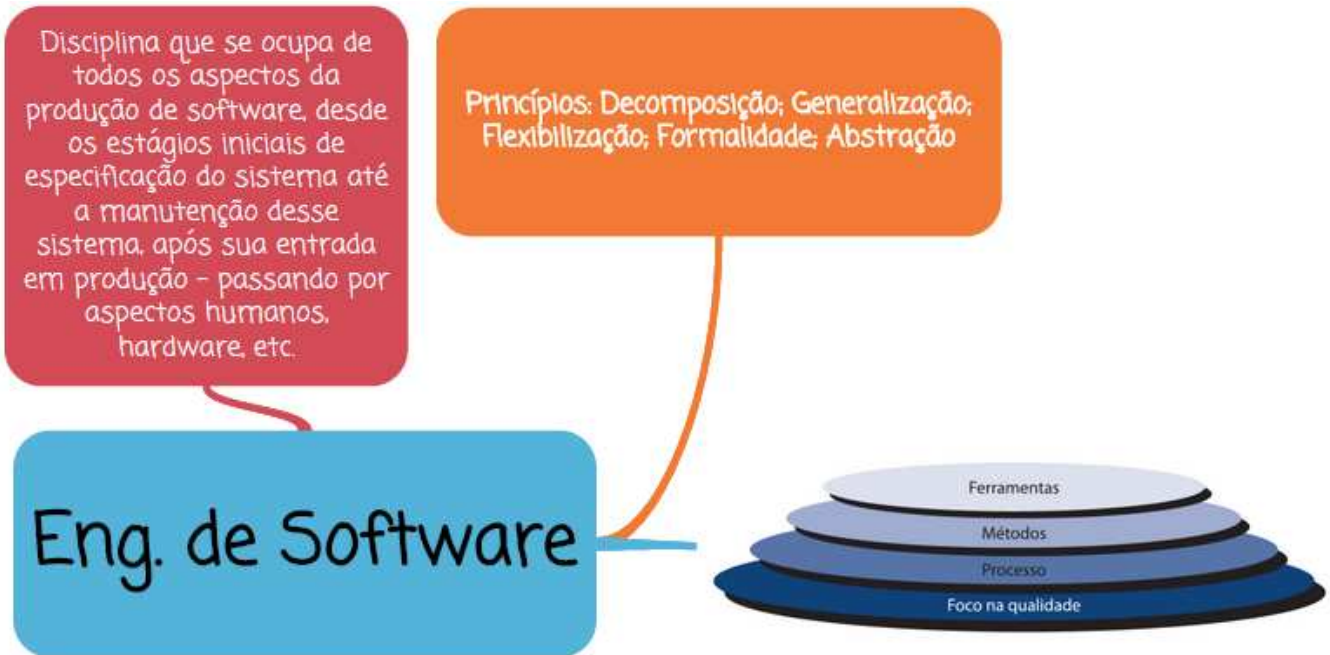 Disciplina que se ocupa de
todos os aspectos da
produção de software, desde
os estágios iniciais de
especificação do sistema até
a manutenção desse
sistema, após sua entrada
em produção - passando por
aspectos humanos,
hardware, etc.
Princípios: Decomposição; Generalização;
Flexibilização; Formalidade; Abstração
Eng. de Software
Ferramentas
Métodos
Processo
Foco na qualidade